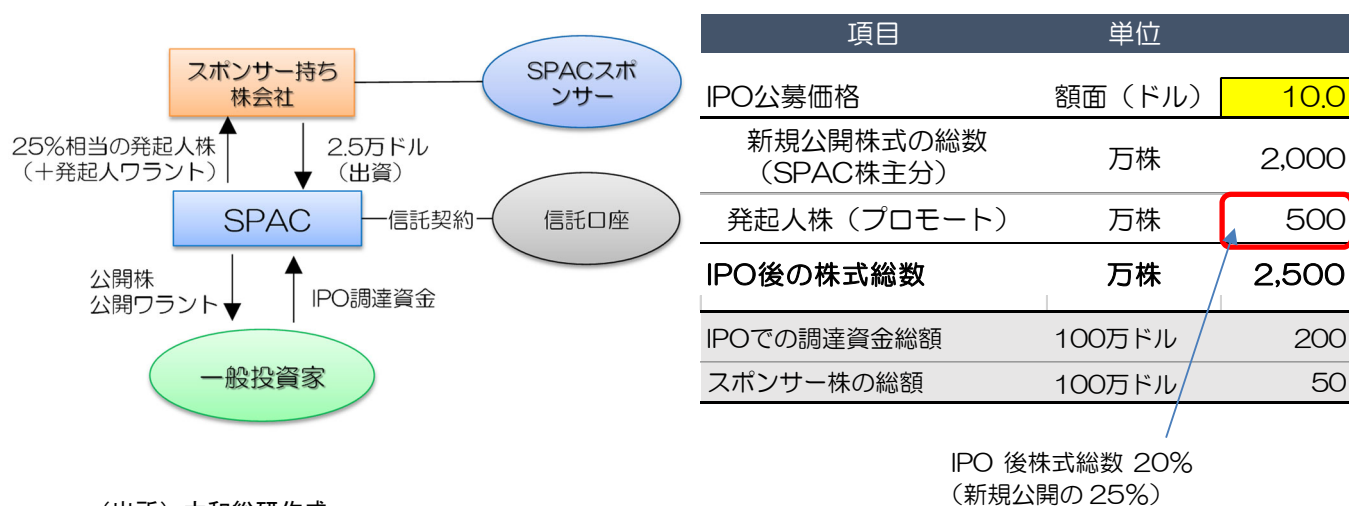 スポンサー持ち
株会社
SPACスポ
ンサー
25%相当の発起人株
（＋発起人ワラント）
2.5万ドル
（出資）
SPAC
信託契約
信託口座
公開株
公開ワラント
IPO調達資金
一般投資家
項目 単位
IPO公募価格 額面（ドル） 10.0
新規公開株式の総数
（SPAC株主分） 万株 2,000
発起人株（プロモート） 万株 500
IPO後の株式総数 万株 2,500
IPOでの調達資金総額 100万ドル 200
スポンサー株の総額 100万ドル 50
IPO 後株式総数 20%
（新規公開の 25%）
（出所）大和総研作成